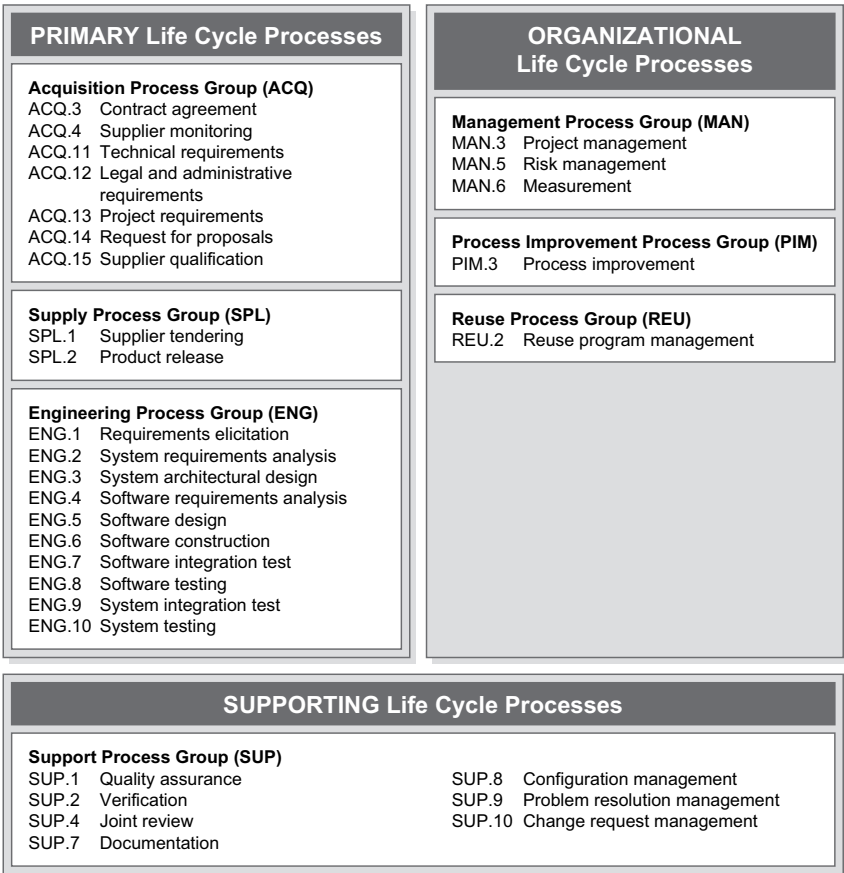 PRIMARY Life Cycle Processes
Acquisition Process Group (ACQ)
ACQ.3 Contract agreement
ACQ.4 Supplier monitoring
ACQ.11 Technical requirements
ACQ.12 Legal and administrative
requirements
ACQ.13 Project requirements
ACQ.14 Request for proposals
ACQ.15 Supplier qualification
Supply Process Group (SPL)
SPL.1 Supplier tendering
SPL.2 Product release
Engineering Process Group (ENG)
ENG.1 Requirements elicitation
ENG.2 System requirements analysis
ENG.3 System architectural design
ENG.4 Software requirements analysis
ENG.5 Software design
ENG.6 Software construction
ENG.7 Software integration test
ENG.8 Software testing
ENG.9 System integration test
ENG.10 System testing
ORGANIZATIONAL
Life Cycle Processes
Management Process Group (MAN)
MAN.3 Project management
MAN.5 Risk management
MAN.6 Measurement
Process Improvement Process Group (PIM)
PIM.3 Process improvement
Reuse Process Group (REU)
REU.2 Reuse program management
SUPPORTING Life Cycle Processes
Support Process Group (SUP)
SUP.1 Quality assurance
SUP.2 Verification
SUP.4 Joint review
SUP.7 Documentation
SUP.8 Configuration management
SUP.9 Problem resolution management
SUP.10 Change request management